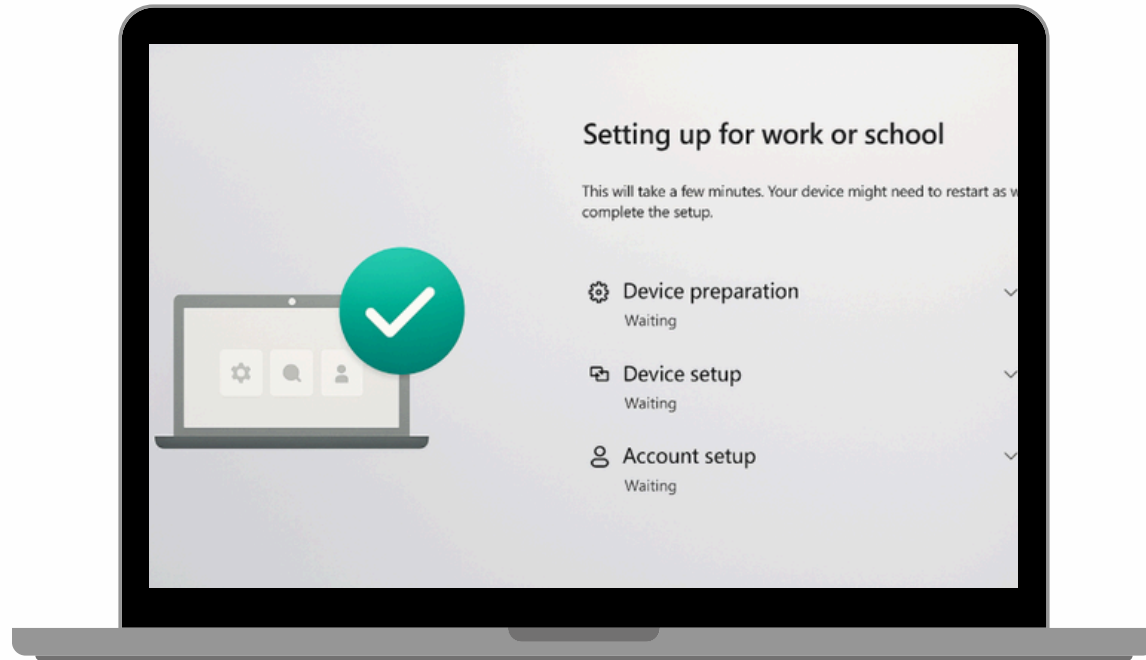 Setting up for work or school
This will take a few minutes. Your device might need to restart as
complete the setup.
Device preparation
Waiting
Device setup
Waiting
Account setup
Waiting